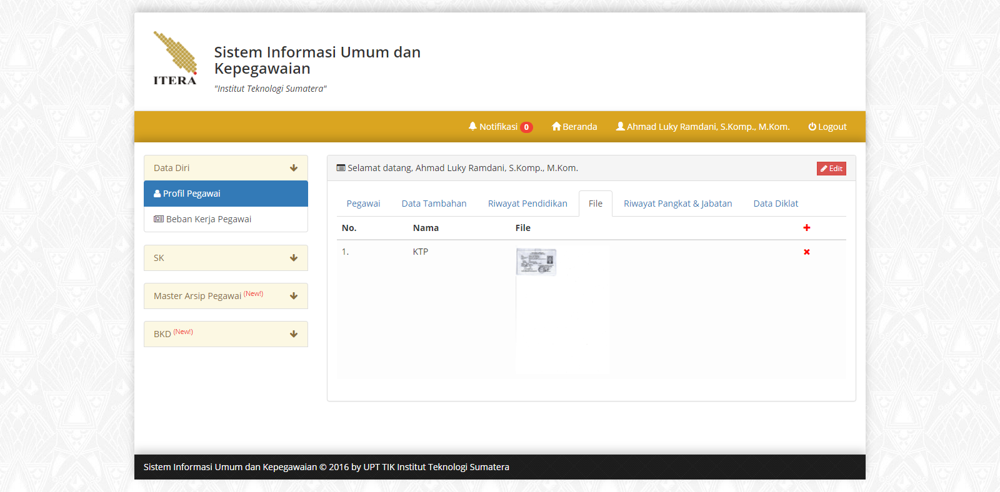 ITERA
Sistem Informasi Umum dan
Kepegawaian
"Institut Teknologi Sumatera"
Notifikasi 0 Beranda Ahmad Luky Ramdani, S.Komp., M.Kom. Logout
Data Diri
Profil Pegawai
Beban Kerja Pegawai
SK
Master Arsip Pegawai (New!)
BKD (New!)
Selamat datang, Ahmad Luky Ramdani, S.Komp., M.Kom. Edit
Pegawai Data Tambahan Riwayat Pendidikan File Riwayat Pangkat & Jabatan Data Diklat
No. Nama File
1. KTP
Sistem Informasi Umum dan Kepegawaian © 2016 by UPT TIK Institut Teknologi Sumatera